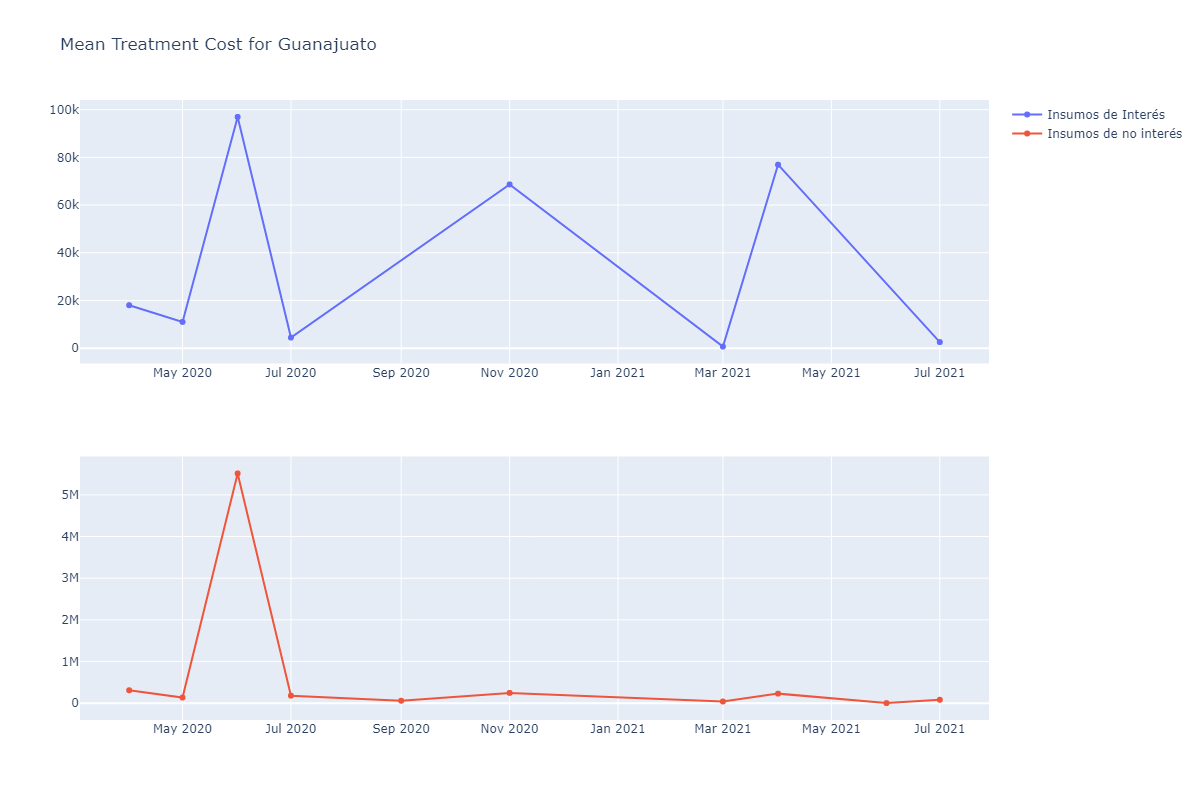 Mean Treatment Cost for Guanajuato
100k
80k
60k
40k
20k
0
May 2020 Jul 2020 Sep 2020 Nov 2020 Jan 2021 Mar 2021 May 2021 Jul 2021
Insumos de Interés
Insumos de no interés
5M
4M
3M
2M
1M
0
May 2020 Jul 2020 Sep 2020 Nov 2020 Jan 2021 Mar 2021 May 2021 Jul 2021